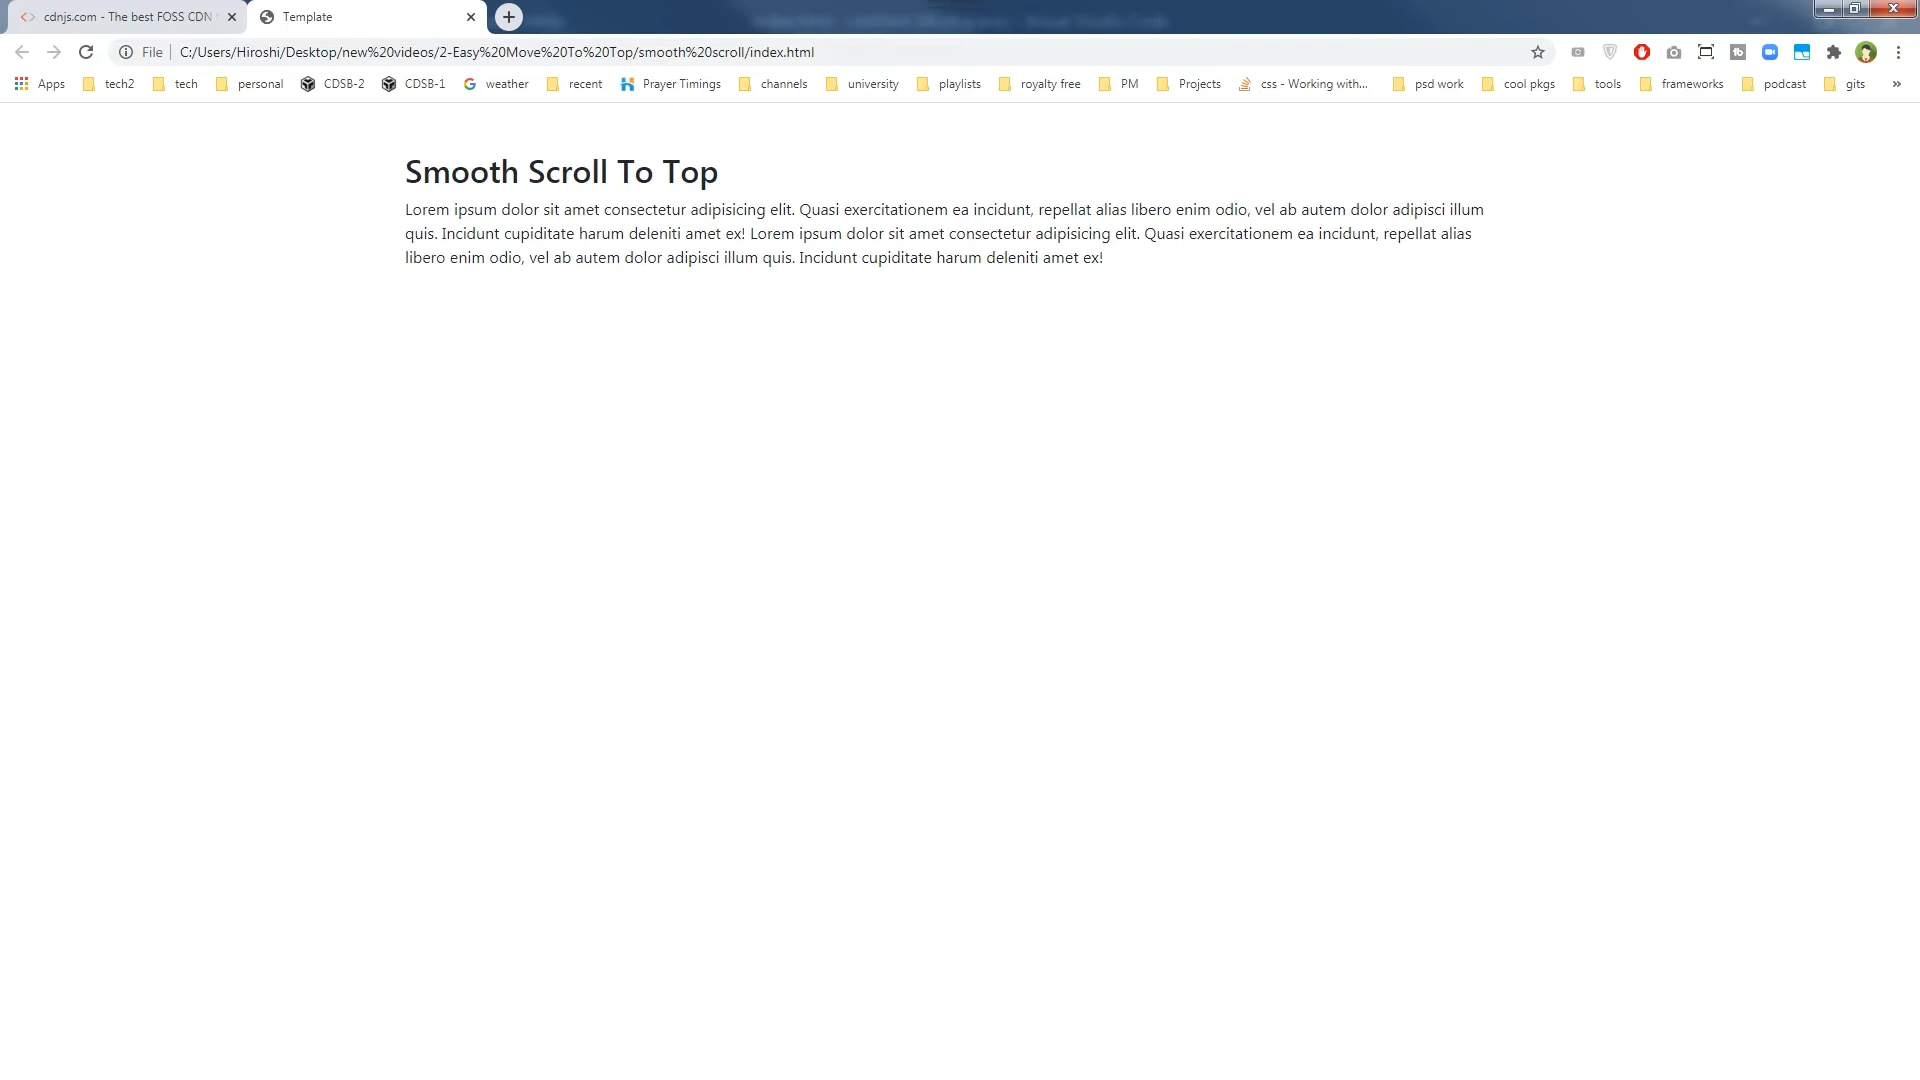 cdnjs.com - The best FOSS CDN
Template
File
C:/Users/Hiroshi/Desktop/new%20videos/2-Easy%20Move%20To%20Top/smooth%20scroll/index.html
Apps
tech2
tech
personal
CDSB-2
CDSB-1
weather
recent
Prayer Timings
channels
university
playlists
royalty free
PM
Projects
css - Working with...
psd work
cool pkgs
tools
frameworks
podcast
gits
»
Smooth Scroll To Top
Lorem ipsum dolor sit amet consectetur adipisicing elit. Quasi exercitationem ea incidunt, repellat alias libero enim odio, vel ab autem dolor adipisci illum
quis. Incidunt cupiditate harum deleniti amet ex! Lorem ipsum dolor sit amet consectetur adipisicing elit. Quasi exercitationem ea incidunt, repellat alias
libero enim odio, vel ab autem dolor adipisci illum quis. Incidunt cupiditate harum deleniti amet ex!